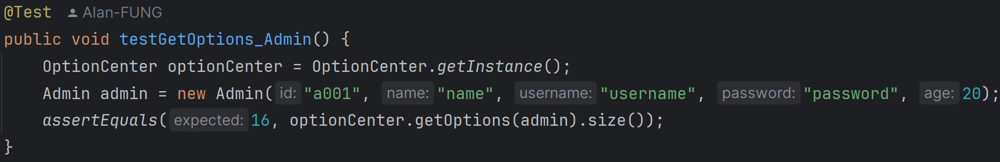 @Test Alan-FUNG
public void testGetOptions_Admin() {
OptionCenter optionCenter = OptionCenter.getInstance();
Admin admin = new Admin( id: "a001", name: "name", username: "username", password: "password", age: 20);
assertEquals( expected: 16, optionCenter.getOptions(admin).size());
}